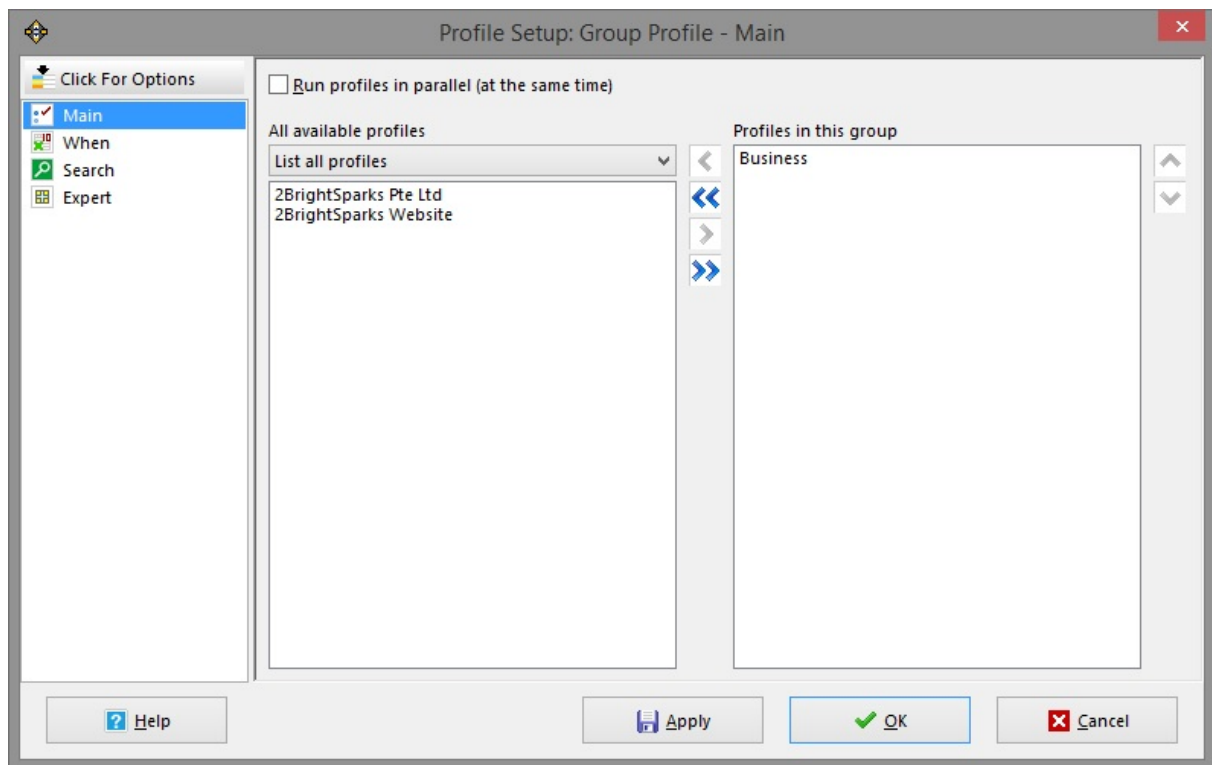 Profile Setup: Group Profile - Main
Click For Options
Main
When
Search
Expert
Run profiles in parallel (at the same time)
All available profiles
List all profiles
2BrightSparks Pte Ltd
2BrightSparks Website
Profiles in this group
Business
Help
Apply
OK
Cancel